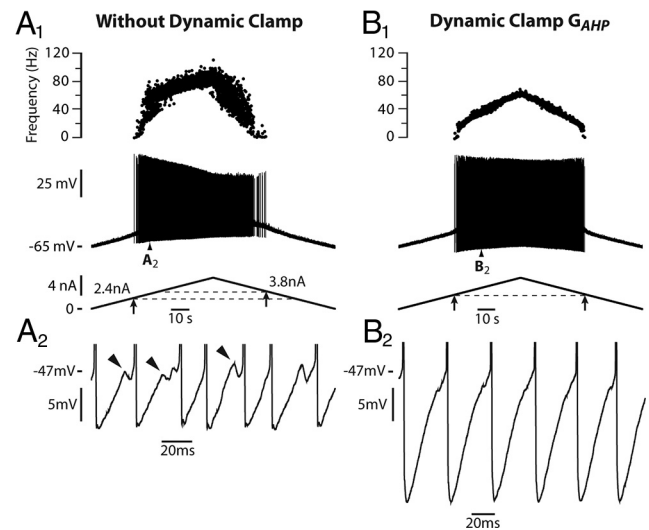 A1 Without Dynamic Clamp
B1 Dynamic Clamp GAHP
Frequency (Hz)
120
80
40
0
120
80
40
0
25 mV
-65 mV
A2
B2
4 nA
0
2.4nA
3.8nA
10 s
10 s
A2
B2
-47mV
5mV
20ms
-47mV
5mV
20ms